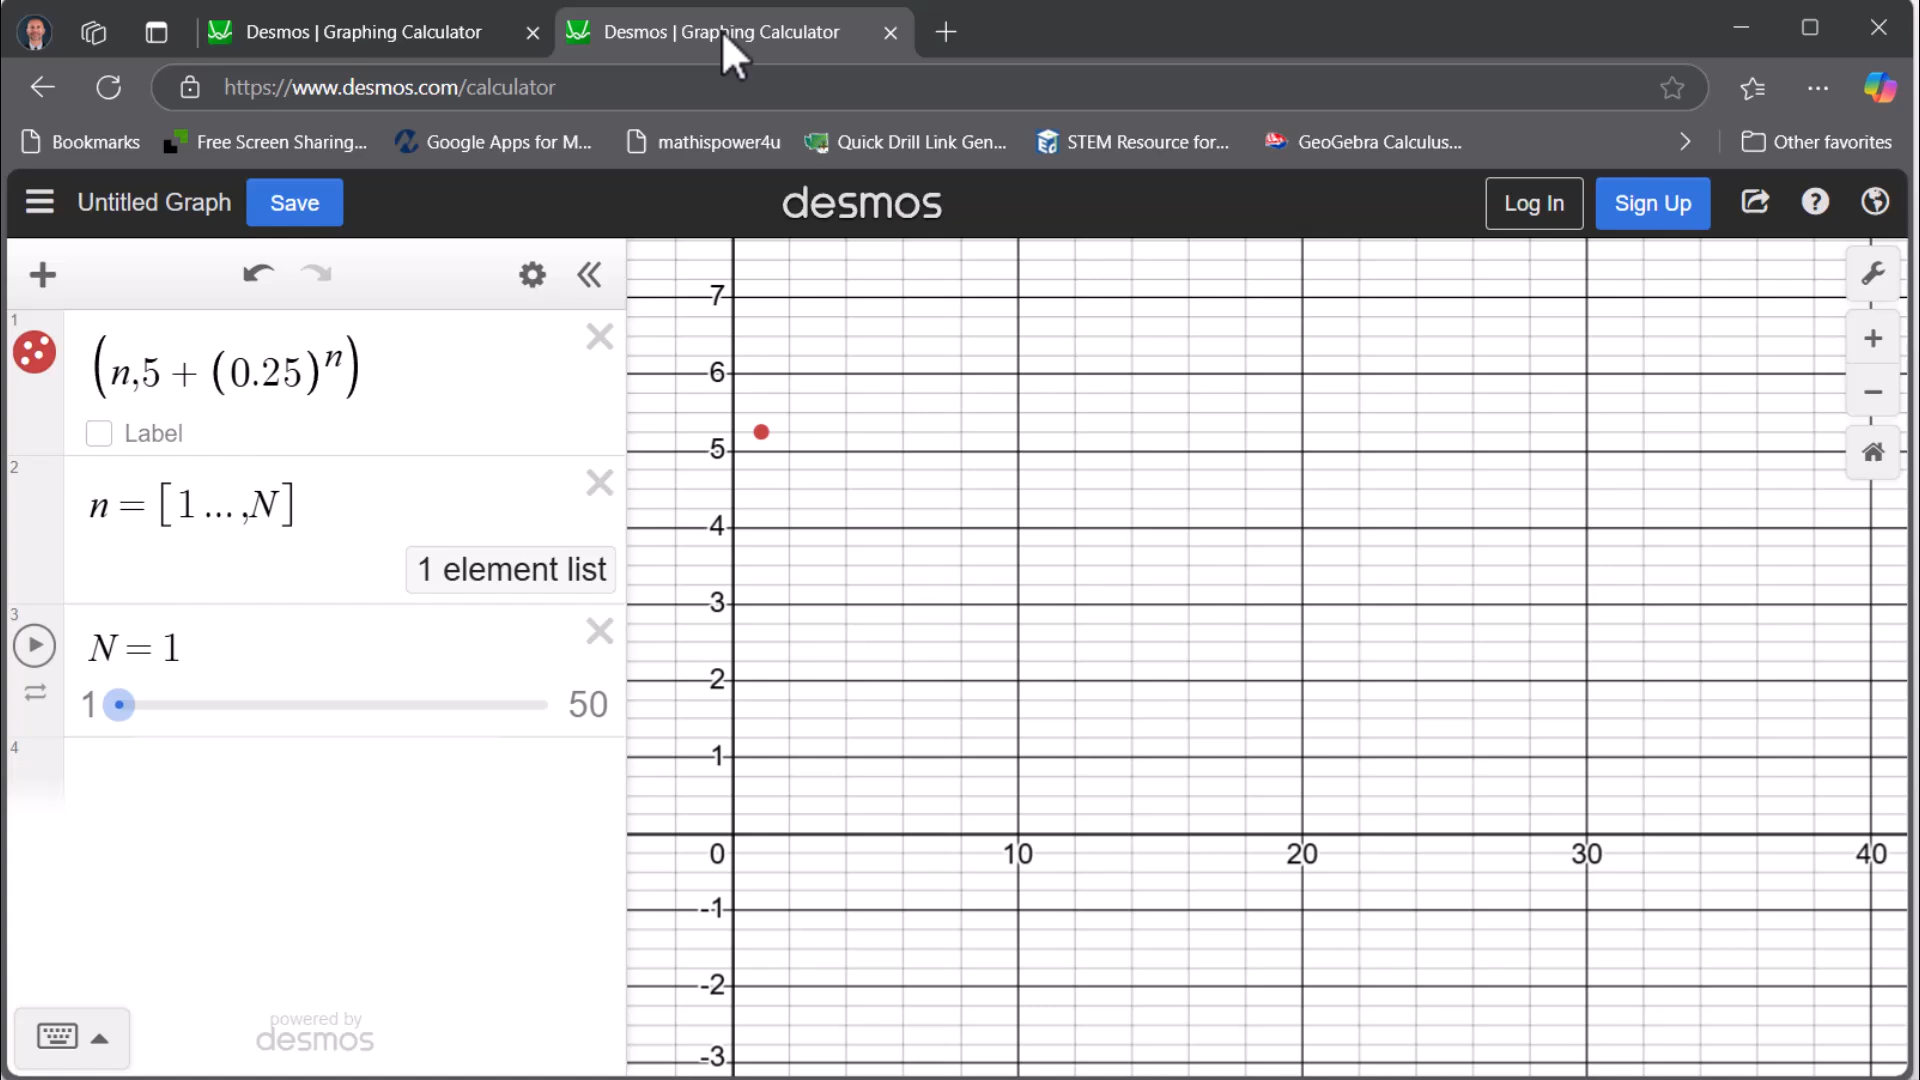 Desmos | Graphing Calculator
Desmos | Graphing Calculator
https://www.desmos.com/calculator
Bookmarks
Free Screen Sharing...
Google Apps for M...
mathispower4u
Quick Drill Link Gen...
STEM Resource for...
GeoGebra Calculus...
Other favorites
Untitled Graph
Save
desmos
Log In
Sign Up
1
(n,5 + (0.25)^n)
Label
2
n = [1...,N]
1 element list
3
N = 1
1
50
4
powered by
desmos
7
6
5
4
3
2
1
0
10
20
30
40
-1
-2
-3